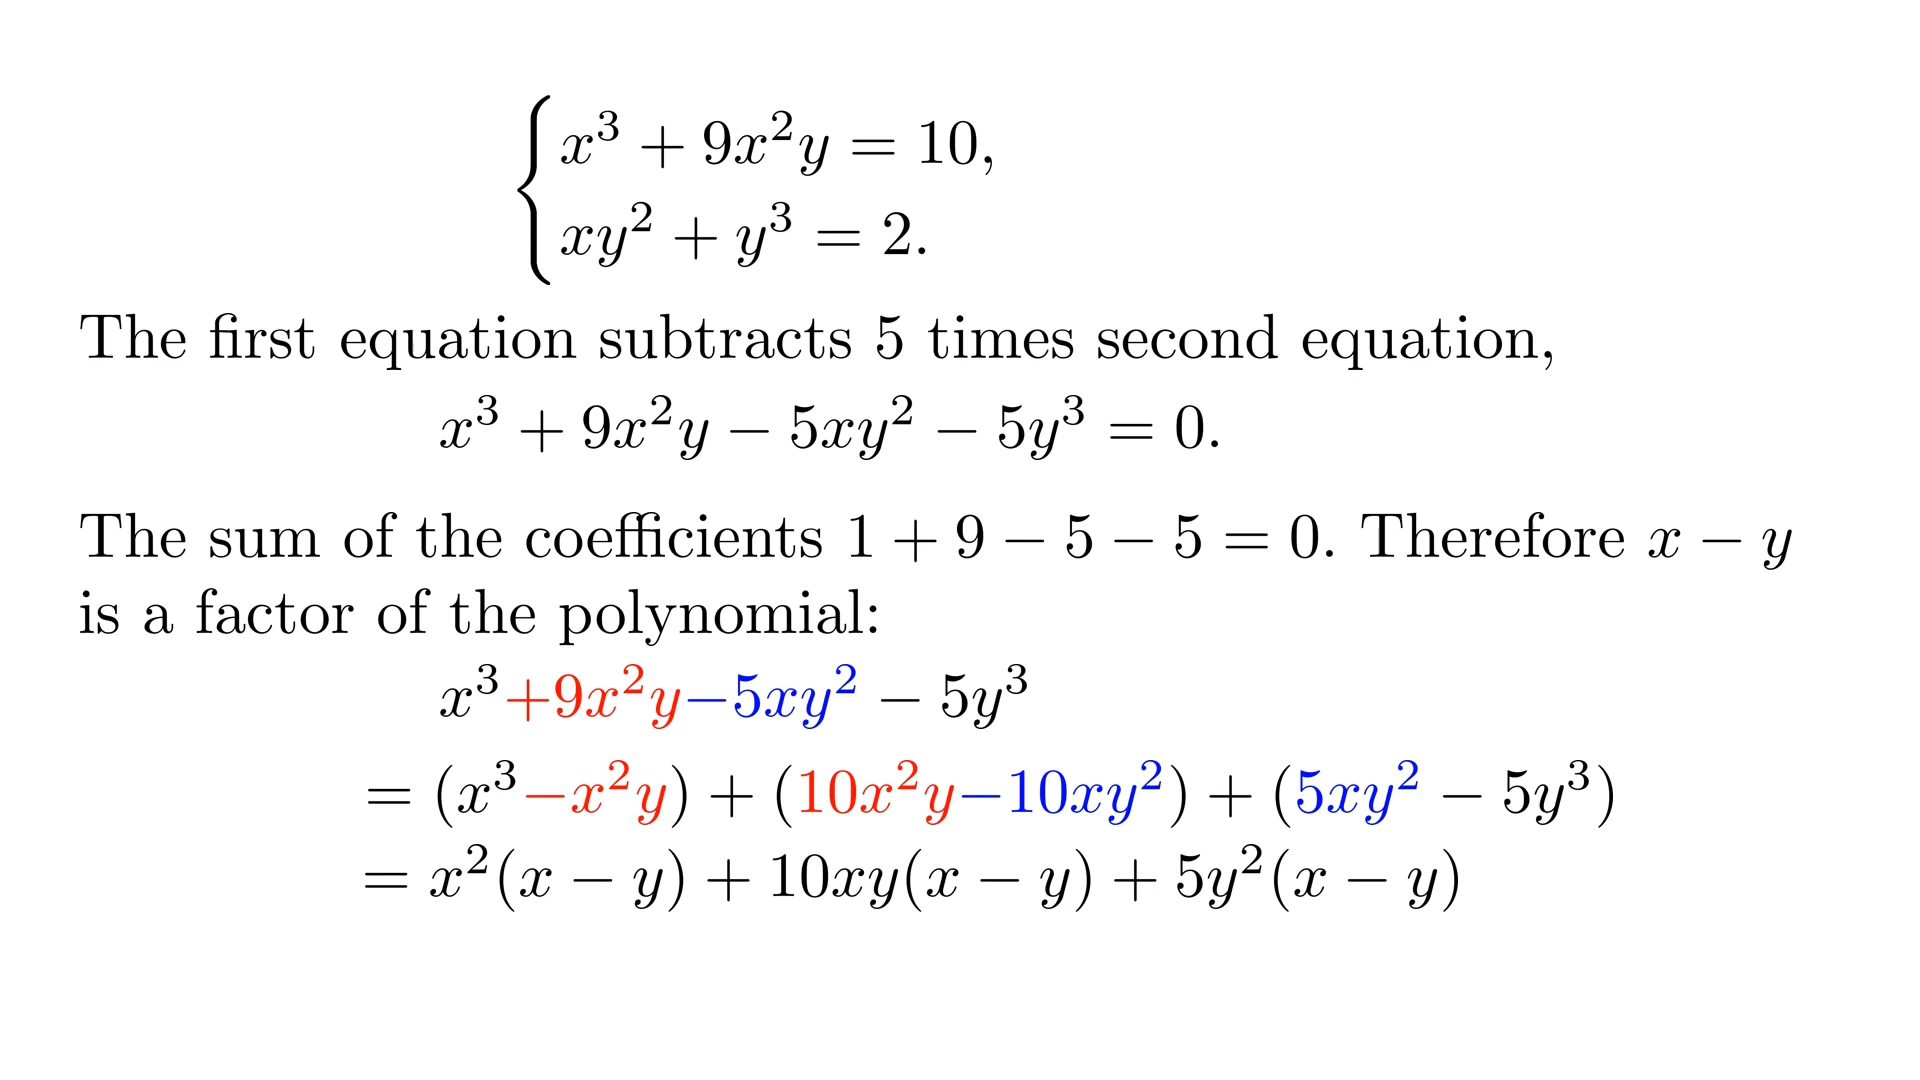 x³ + 9x²y = 10,
xy² + y³ = 2.
The first equation subtracts 5 times second equation,
x³ + 9x²y − 5xy² − 5y³ = 0.
The sum of the coefficients 1 + 9 − 5 − 5 = 0. Therefore x − y
is a factor of the polynomial:
x³+9x²y−5xy² − 5y³
= (x³−x²y) + (10x²y−10xy²) + (5xy² − 5y³)
= x²(x − y) + 10xy(x − y) + 5y²(x − y)